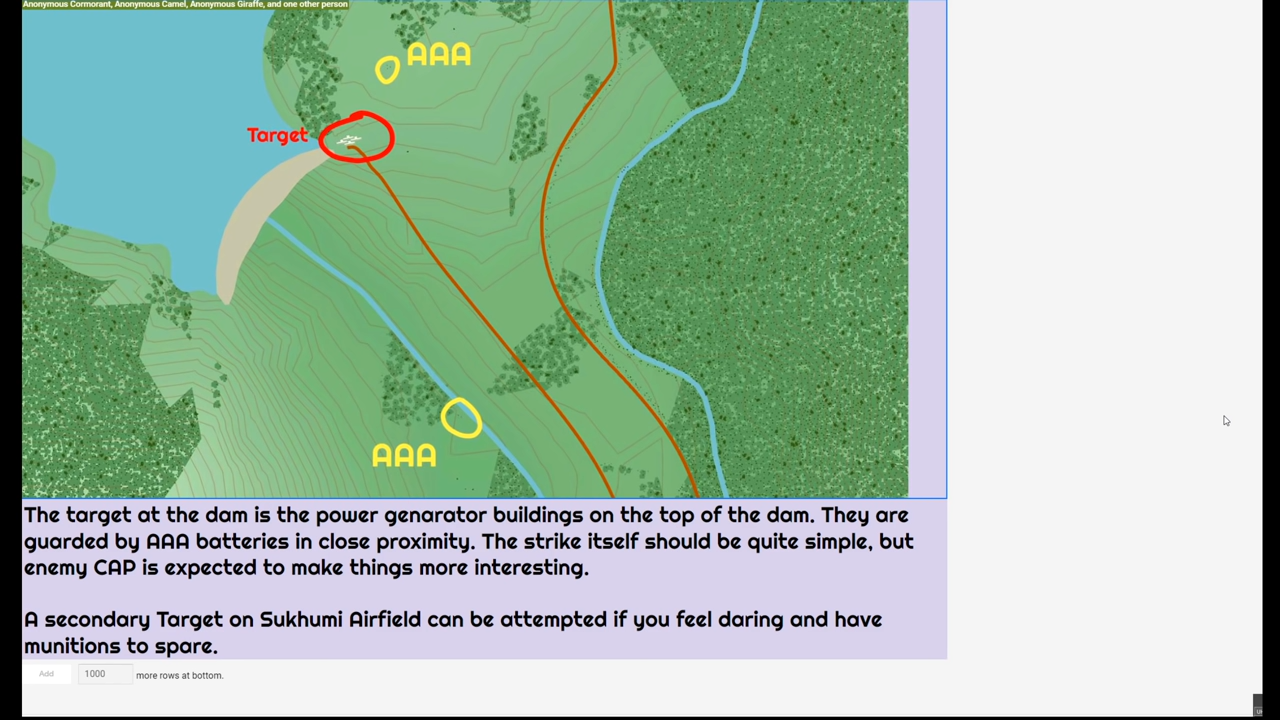 Anonymous Cormorant, Anonymous Camel, Anonymous Giraffe, and one other person
AAA
Target
AAA
The target at the dam is the power genarator buildings on the top of the dam. They are
guarded by AAA batteries in close proximity. The strike itself should be quite simple, but
enemy CAP is expected to make things more interesting.
A secondary Target on Sukhumi Airfield can be attempted if you feel daring and have
munitions to spare.
Add 1000 more rows at bottom.